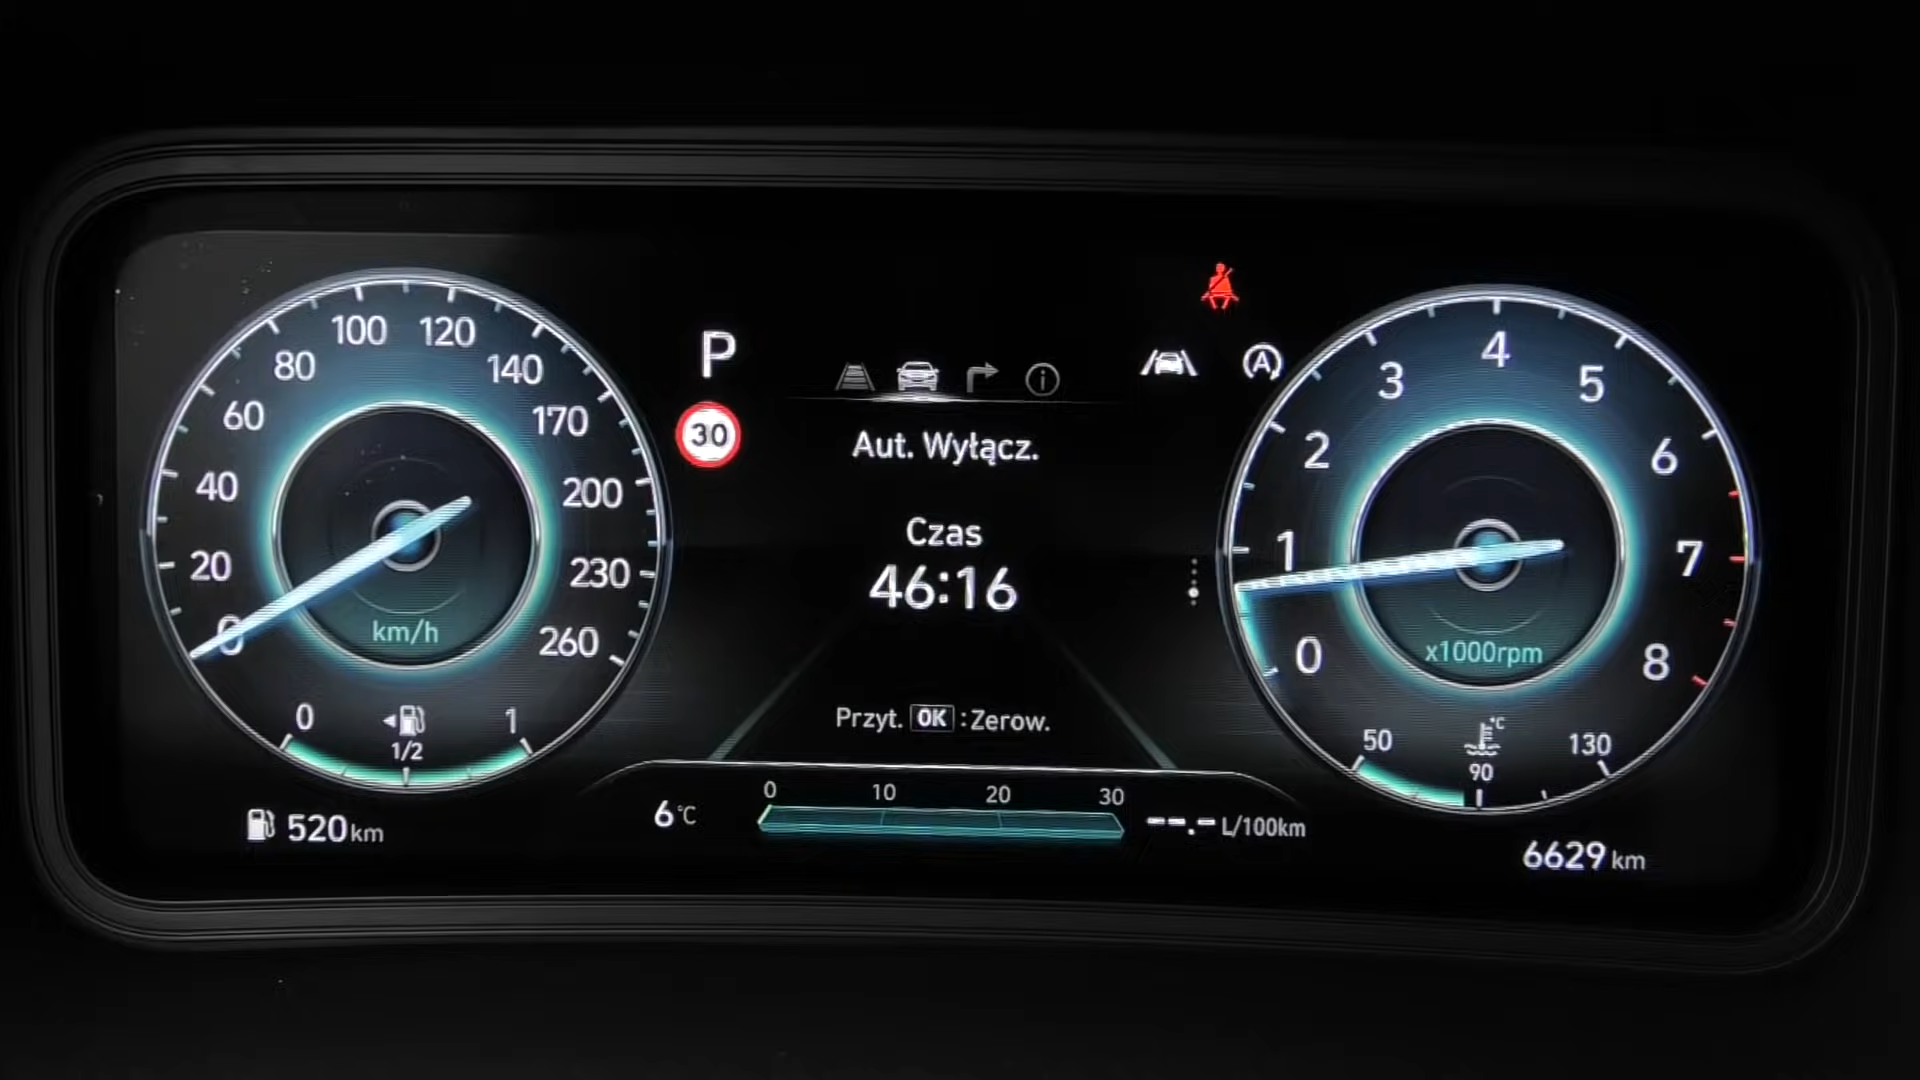 0
20
40
60
80
100
120
140
170
200
230
260
km/h
0
1/2
1
520 km
P
30
Aut. Wyłącz.
Czas
46:16
Przyt. OK : Zerow.
6 °C
0 10 20 30
--.- L/100km
A
0
1
2
3
4
5
6
7
8
x1000rpm
50
°C
90
130
6629 km